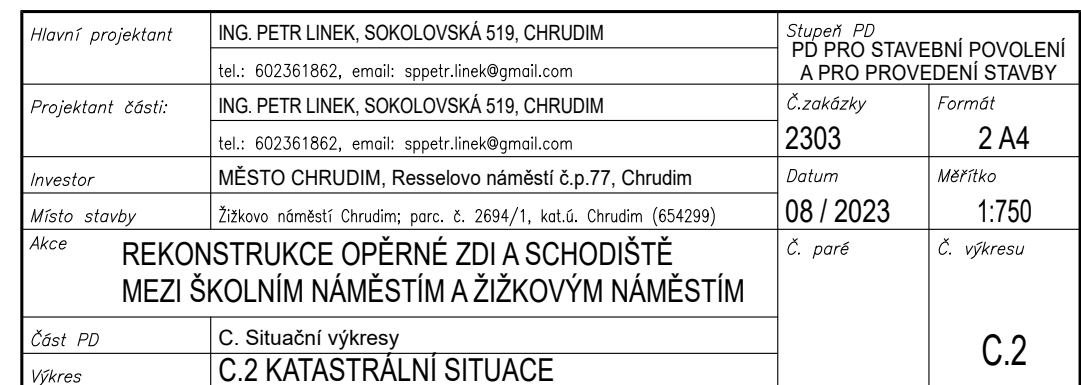 Hlavní projektant
ING. PETR LINEK, SOKOLOVSKÁ 519, CHRUDIM
tel.: 602361862, email: sppetr.linek@gmail.com
Stupeň PD
PD PRO STAVEBNÍ POVOLENÍ
A PRO PROVEDENÍ STAVBY
Projektant části:
ING. PETR LINEK, SOKOLOVSKÁ 519, CHRUDIM
tel.: 602361862, email: sppetr.linek@gmail.com
Č.zakázky
2303
Formát
2 A4
Investor
MĚSTO CHRUDIM, Resselovo náměstí č.p.77, Chrudim
Místo stavby
Žižkovo náměstí Chrudim; parc. č. 2694/1, kat.ú. Chrudim (654299)
Datum
08 / 2023
Měřítko
1:750
Akce
REKONSTRUKCE OPĚRNÉ ZDI A SCHODIŠTĚ
MEZI ŠKOLNÍM NÁMĚSTÍM A ŽIŽKOVÝM NÁMĚSTÍM
Č. paré
Č. výkresu
C.2
Část PD
C. Situační výkresy
Výkres
C.2 KATASTRÁLNÍ SITUACE